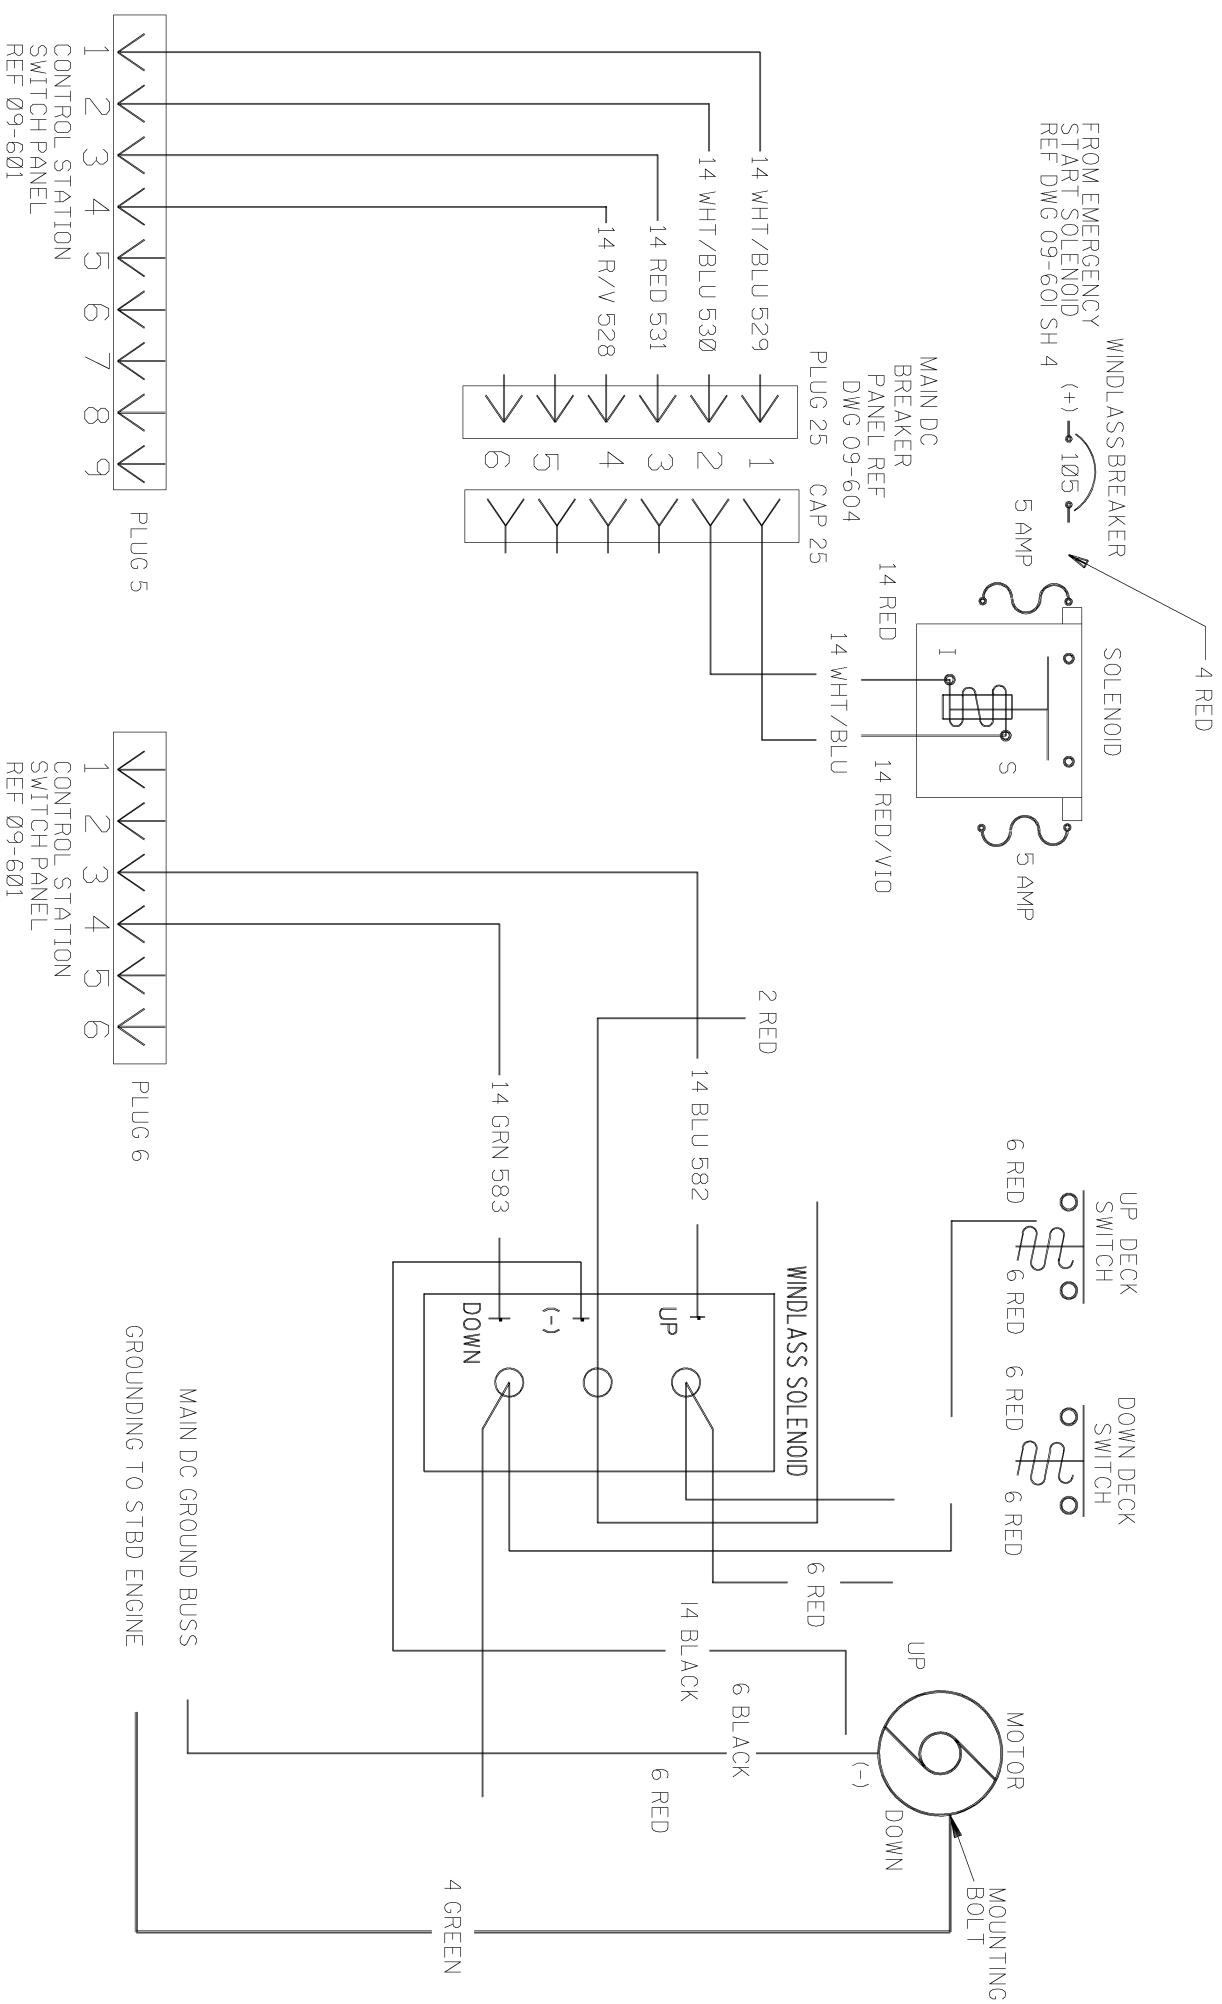 FROM EMERGENCY
START SOLENOID
REF DWG 09-601 SH 4
WINDLASS BREAKER
(+)
105
4 RED
5 AMP
SOLENOID
I
S
5 AMP
14 RED
14 RED/VIO
14 WHT/BLU
MAIN DC
BREAKER
PANEL REF
DWG 09-604
PLUG 25
CAP 25
1
2
3
4
5
6
14 WHT/BLU 529
14 WHT/BLU 530
14 RED 531
14 R/V 528
PLUG 5
1
2
3
4
5
6
7
8
9
CONTROL STATION
SWITCH PANEL
REF Ø9-6Ø1
PLUG 6
1
2
3
4
5
6
CONTROL STATION
SWITCH PANEL
REF Ø9-6Ø1
2 RED
14 BLU 582
14 GRN 583
UP DECK
SWITCH
6 RED
6 RED
DOWN DECK
SWITCH
6 RED
6 RED
WINDLASS SOLENOID
UP
(-)
DOWN
6 RED
14 BLACK
6 BLACK
6 RED
MOTOR
UP
(-)
DOWN
MOUNTING
BOLT
4 GREEN
MAIN DC GROUND BUSS
GROUNDING TO STBD ENGINE